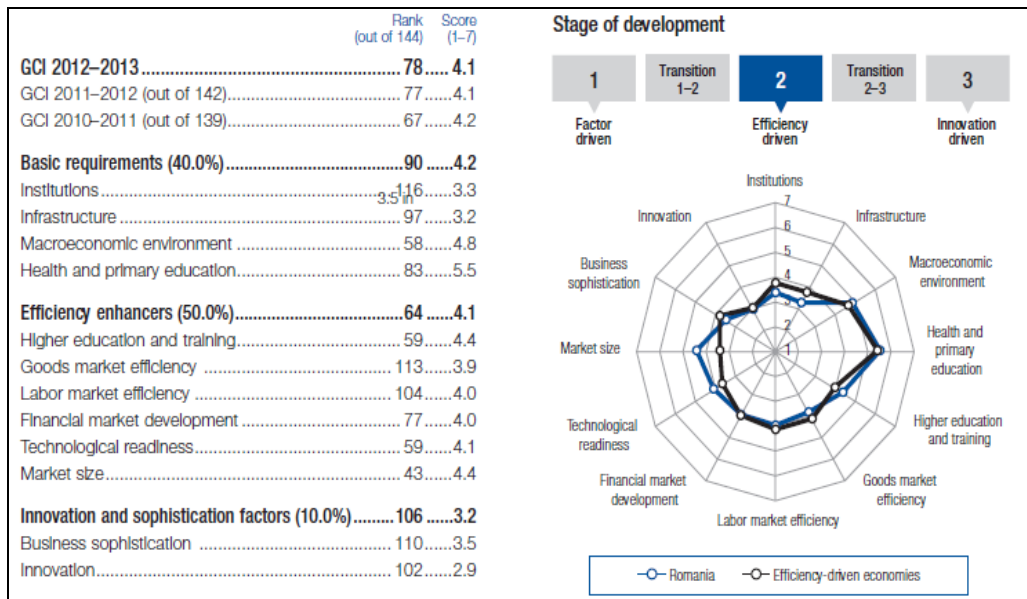 Rank Score
(out of 144) (1–7)
GCI 2012–2013 ........ 78 ..... 4.1
GCI 2011–2012 (out of 142) ........ 77 ..... 4.1
GCI 2010–2011 (out of 139) ........ 67 ..... 4.2
Basic requirements (40.0%) ........ 90 ..... 4.2
Institutions ........ 116 ..... 3.3
3.5 in
Infrastructure ........ 97 ..... 3.2
Macroeconomic environment ........ 58 ..... 4.8
Health and primary education ........ 83 ..... 5.5
Efficiency enhancers (50.0%) ........ 64 ..... 4.1
Higher education and training ........ 59 ..... 4.4
Goods market efficiency ........ 113 ..... 3.9
Labor market efficiency ........ 104 ..... 4.0
Financial market development ........ 77 ..... 4.0
Technological readiness ........ 59 ..... 4.1
Market size ........ 43 ..... 4.4
Innovation and sophistication factors (10.0%) ........ 106 ..... 3.2
Business sophistication ........ 110 ..... 3.5
Innovation ........ 102 ..... 2.9
Stage of development
1
Transition
1–2
2
Transition
2–3
3
Factor
driven
Efficiency
driven
Innovation
driven
Institutions
Infrastructure
Macroeconomic
environment
Health and
primary
education
Higher education
and training
Goods market
efficiency
Labor market efficiency
Financial market
development
Technological
readiness
Market size
Business
sophistication
Innovation
7
6
5
4
3
2
1
Romania
Efficiency-driven economies